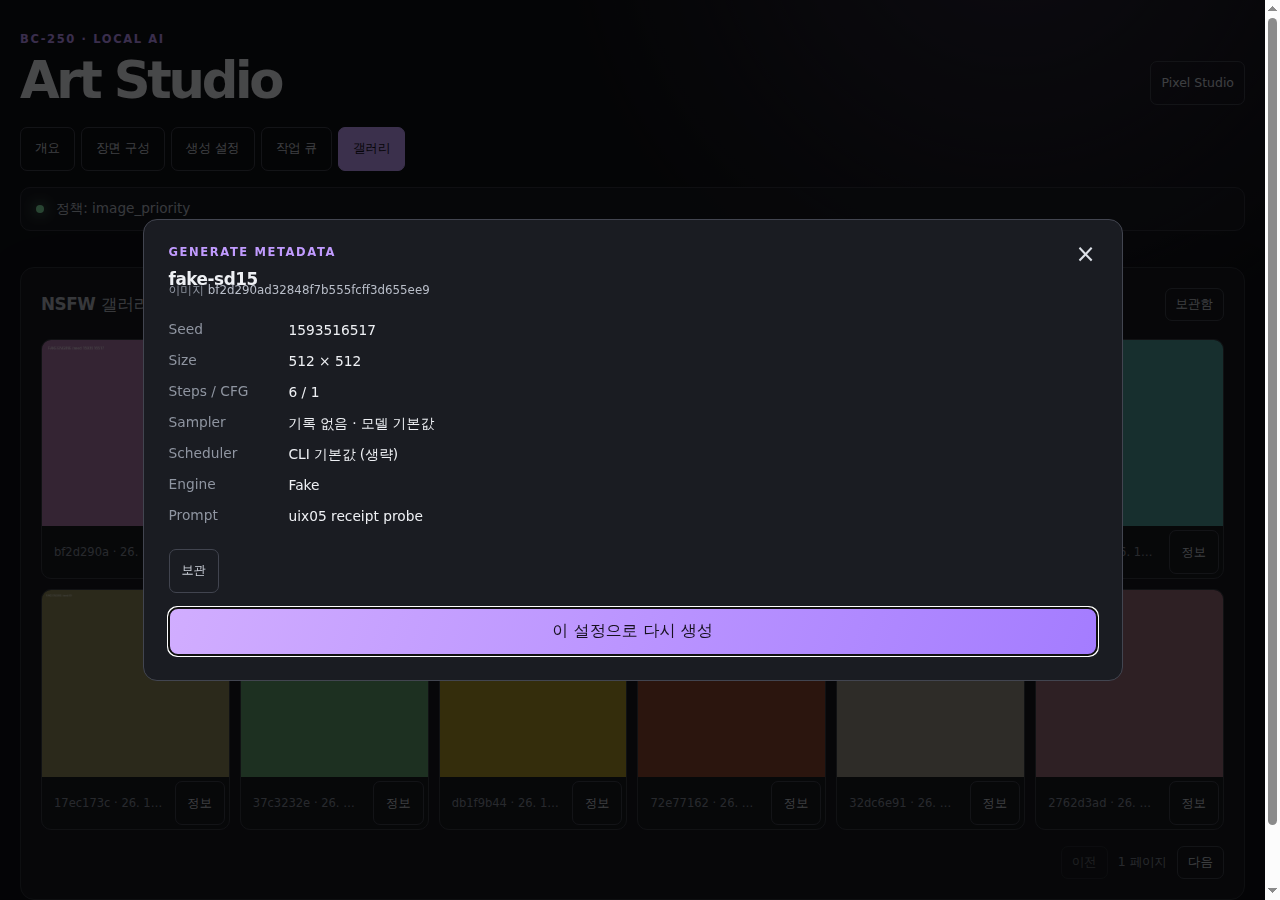 BC-250 · LOCAL AI
Art Studio
Pixel Studio
개요
장면 구성
생성 설정
작업 큐
갤러리
정책: image_priority
GENERATE METADATA
×
fake-sd15
이미지 bf2d290ad32848f7b555fcff3d655ee9
NSFW 갤러리
보관함
Seed 1593516517
Size 512 × 512
Steps / CFG 6 / 1
Sampler 기록 없음 · 모델 기본값
Scheduler CLI 기본값 (생략)
Engine Fake
Prompt uix05 receipt probe
보관
이 설정으로 다시 생성
bf2d290a · 26.
1…
정보
17ec173c · 26. 1…
정보
37c3232e · 26. …
정보
db1f9b44 · 26. 1…
정보
72e77162 · 26. …
정보
32dc6e91 · 26. …
정보
2762d3ad · 26. …
정보
이전
1 페이지
다음